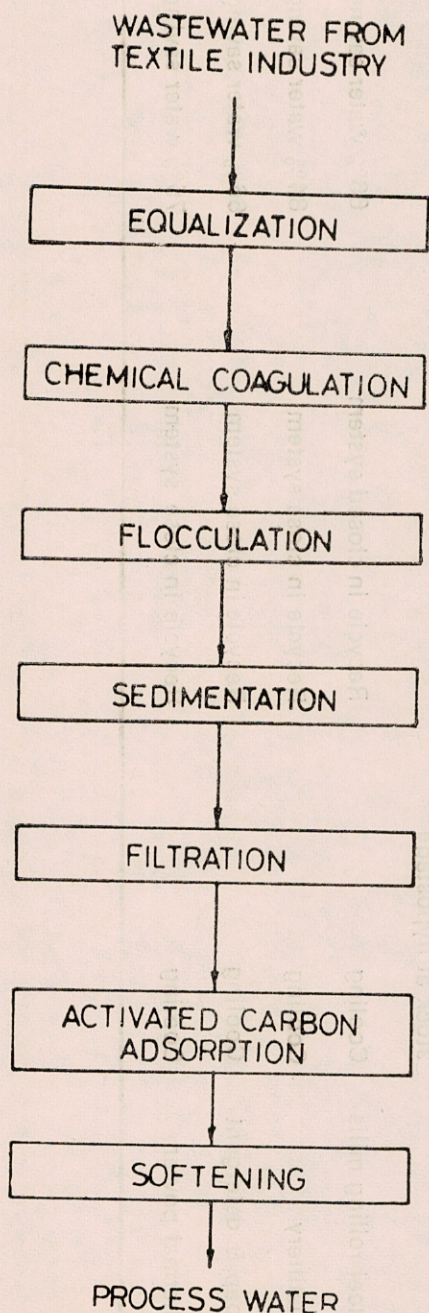 WASTEWATER FROM
TEXTILE INDUSTRY
EQUALIZATION
CHEMICAL COAGULATION
FLOCCULATION
SEDIMENTATION
FILTRATION
ACTIVATED CARBON
ADSORPTION
SOFTENING
PROCESS WATER